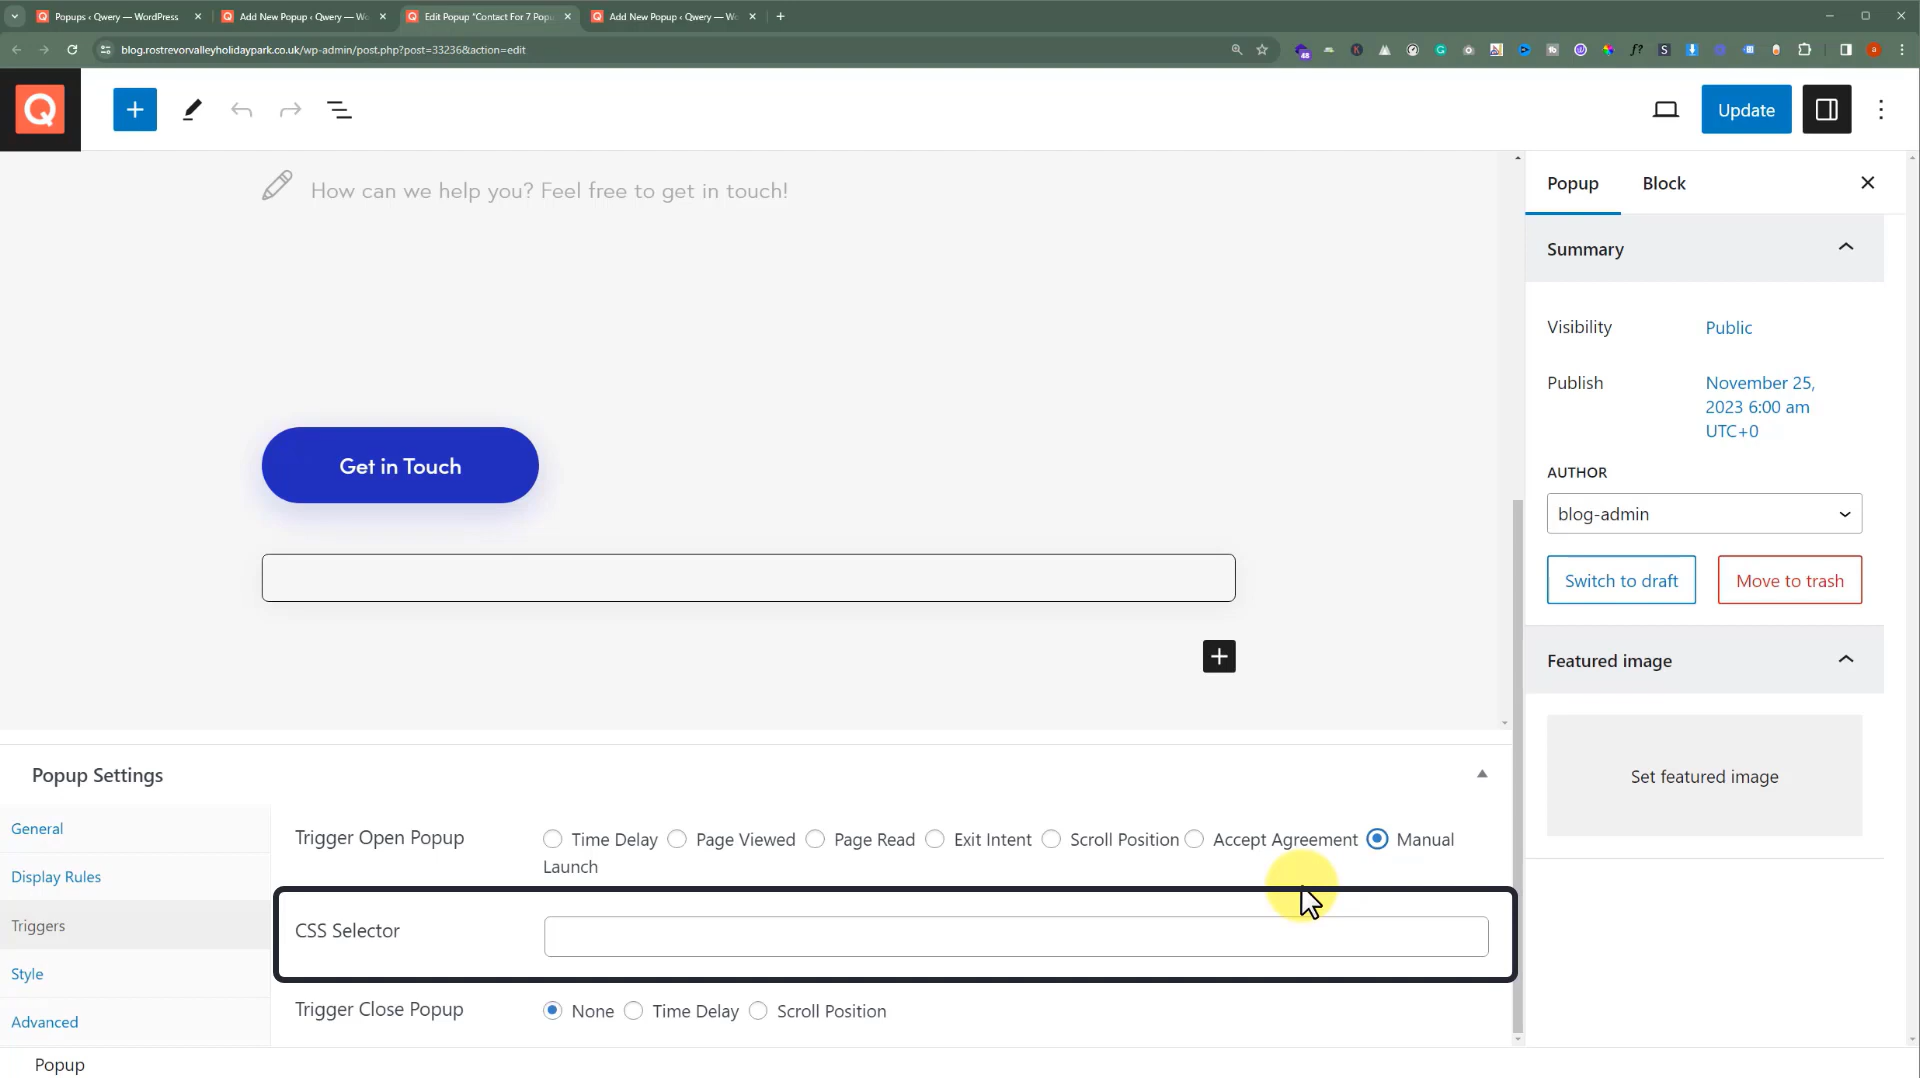 Popups ‹ Qwery — WordPress
Add New Popup ‹ Qwery — Wo
Edit Popup "Contact For 7 Popu
Add New Popup ‹ Qwery — Wo
blog.rostrevorvalleyholidaypark.co.uk/wp-admin/post.php?post=33236&action=edit
Update
How can we help you? Feel free to get in touch!
Get in Touch
Popup Block
Summary
Visibility Public
Publish November 25,
2023 6:00 am
UTC+0
AUTHOR
blog-admin
Switch to draft Move to trash
Featured image
Set featured image
Popup Settings
General
Display Rules
Triggers
Style
Advanced
Trigger Open Popup Time Delay Page Viewed Page Read Exit Intent Scroll Position Accept Agreement Manual
Launch
CSS Selector
Trigger Close Popup None Time Delay Scroll Position
Popup